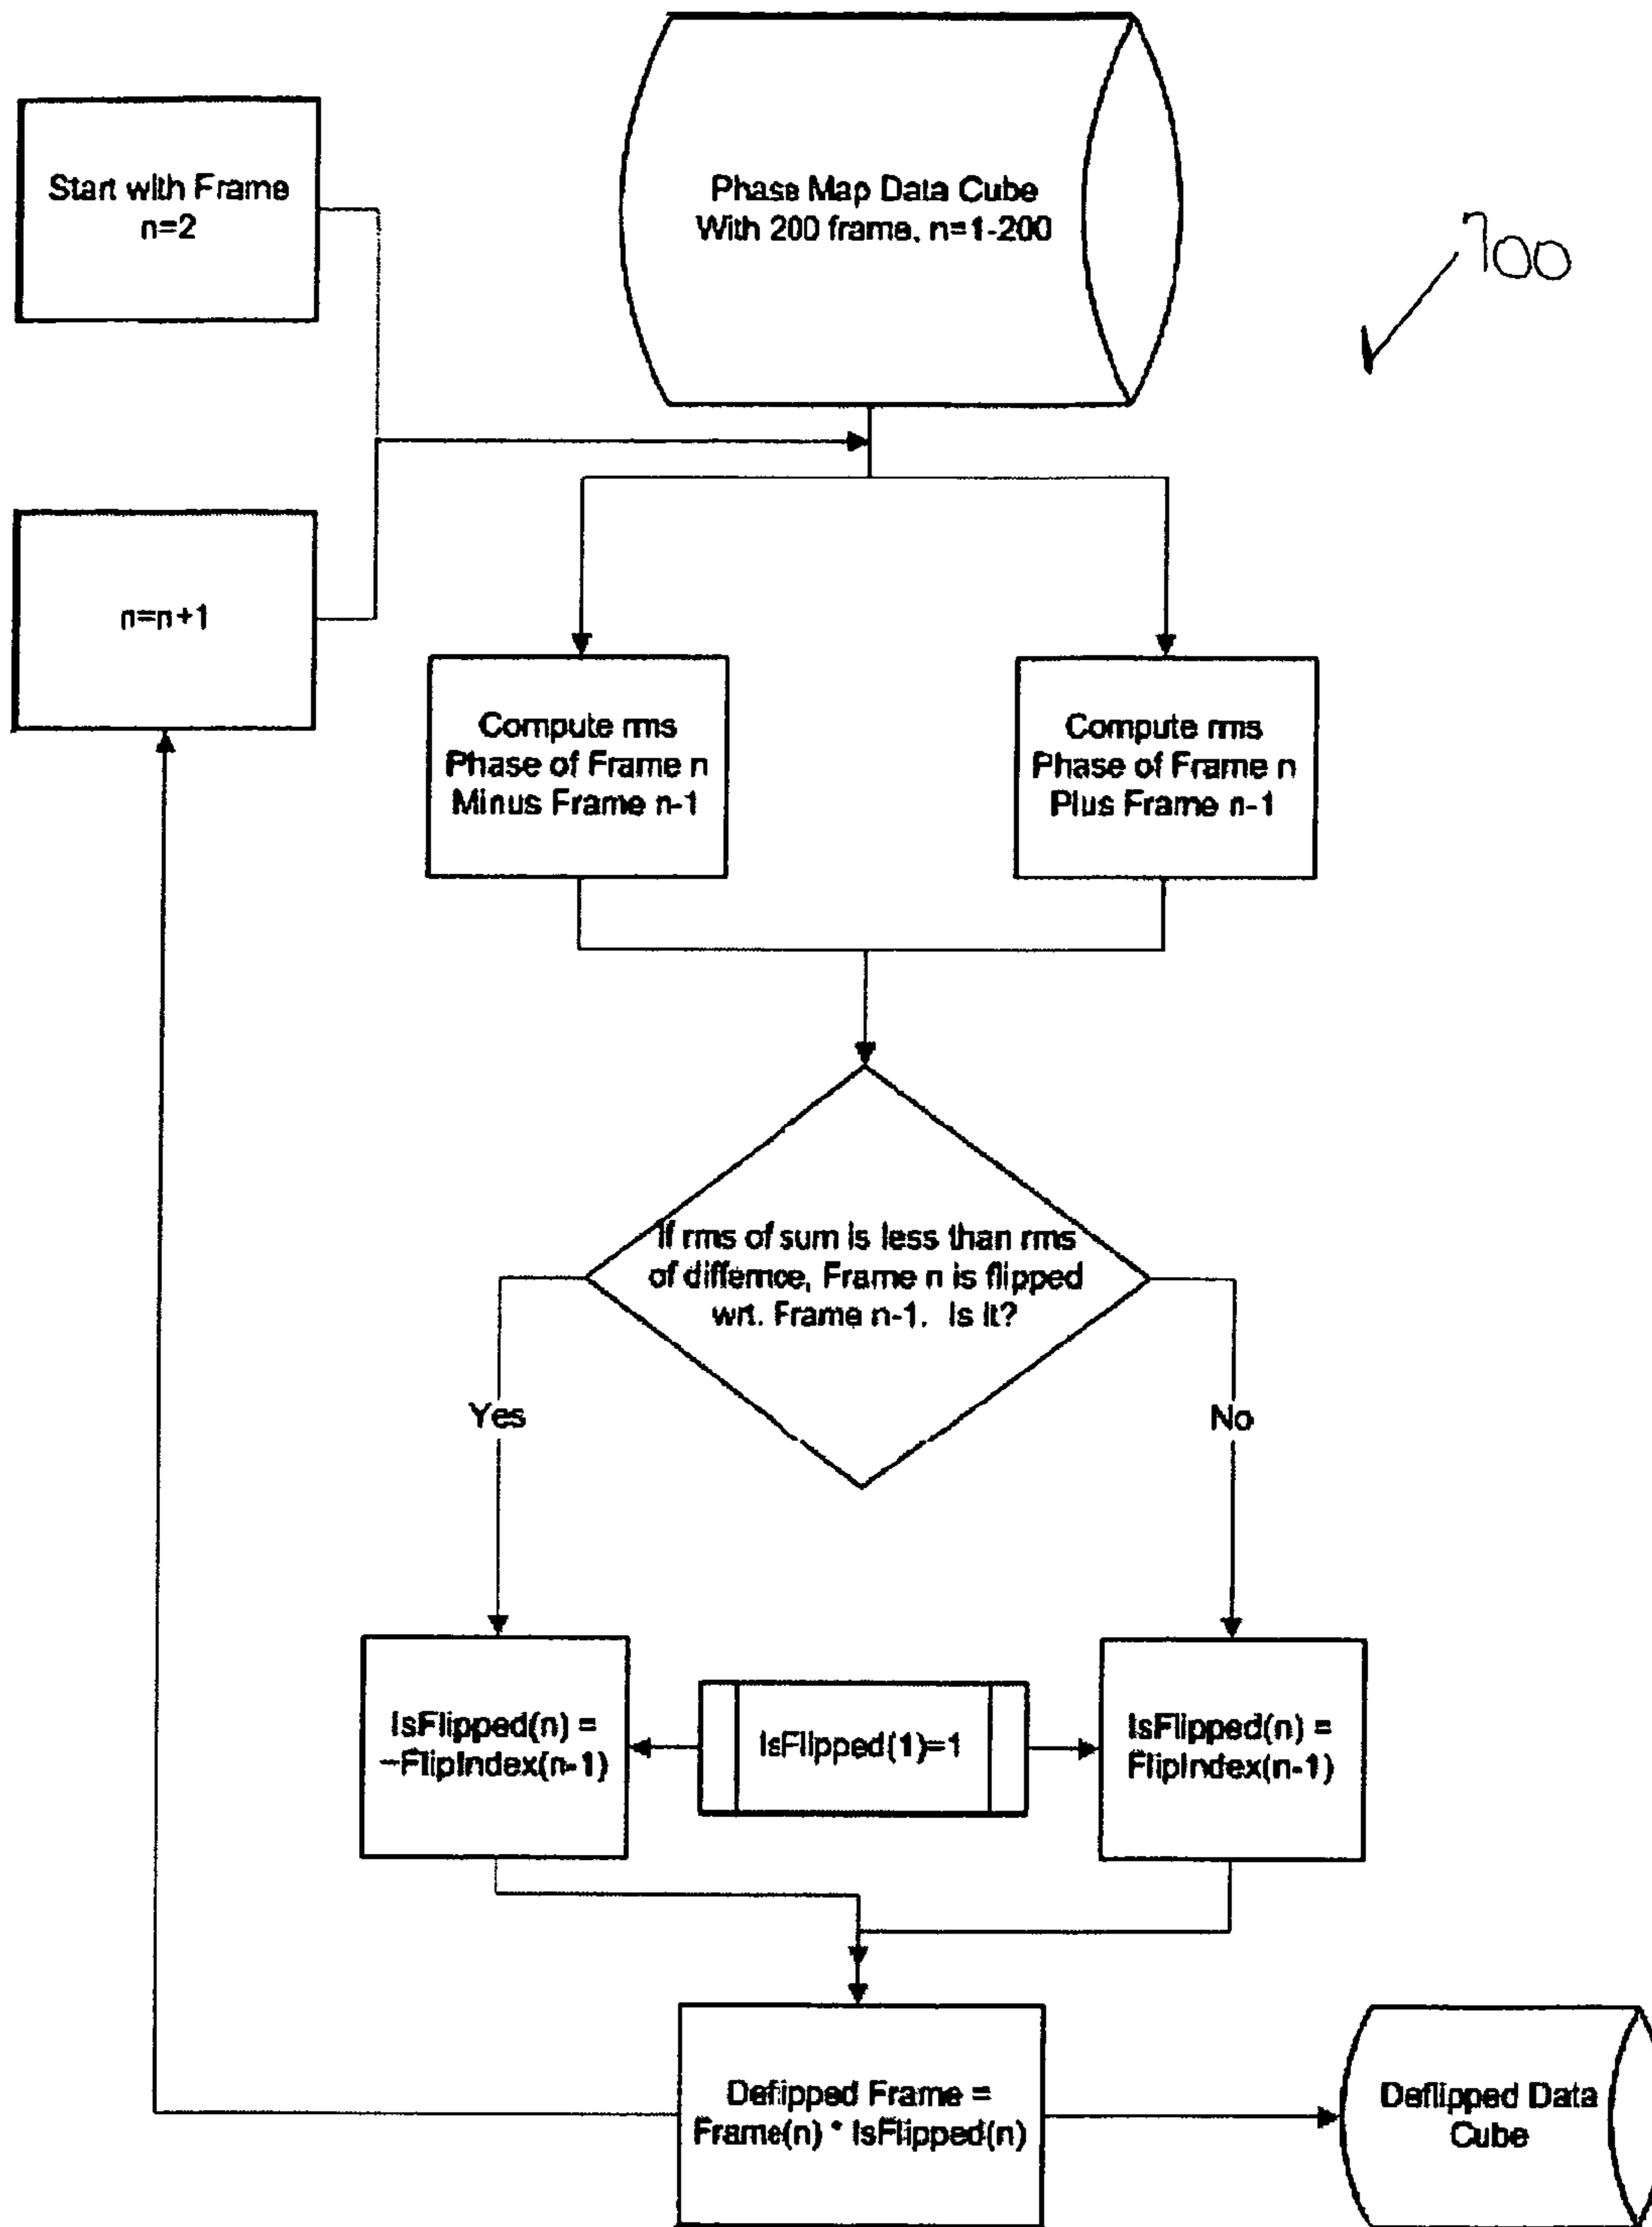 Start with Frame
n=2
Phase Map Data Cube
With 200 frame, n=1-200
700
n=n+1
Compute rms
Phase of Frame n
Minus Frame n-1
Compute rms
Phase of Frame n
Plus Frame n-1
If rms of sum is less than rms
of differnce, Frame n is flipped
wrt. Frame n-1. Is it?
Yes
No
IsFlipped(n) =
−FlipIndex(n-1)
IsFlipped(1)=1
IsFlipped(n) =
FlipIndex(n-1)
Deflipped Frame =
Frame(n) * IsFlipped(n)
Deflipped Data
Cube